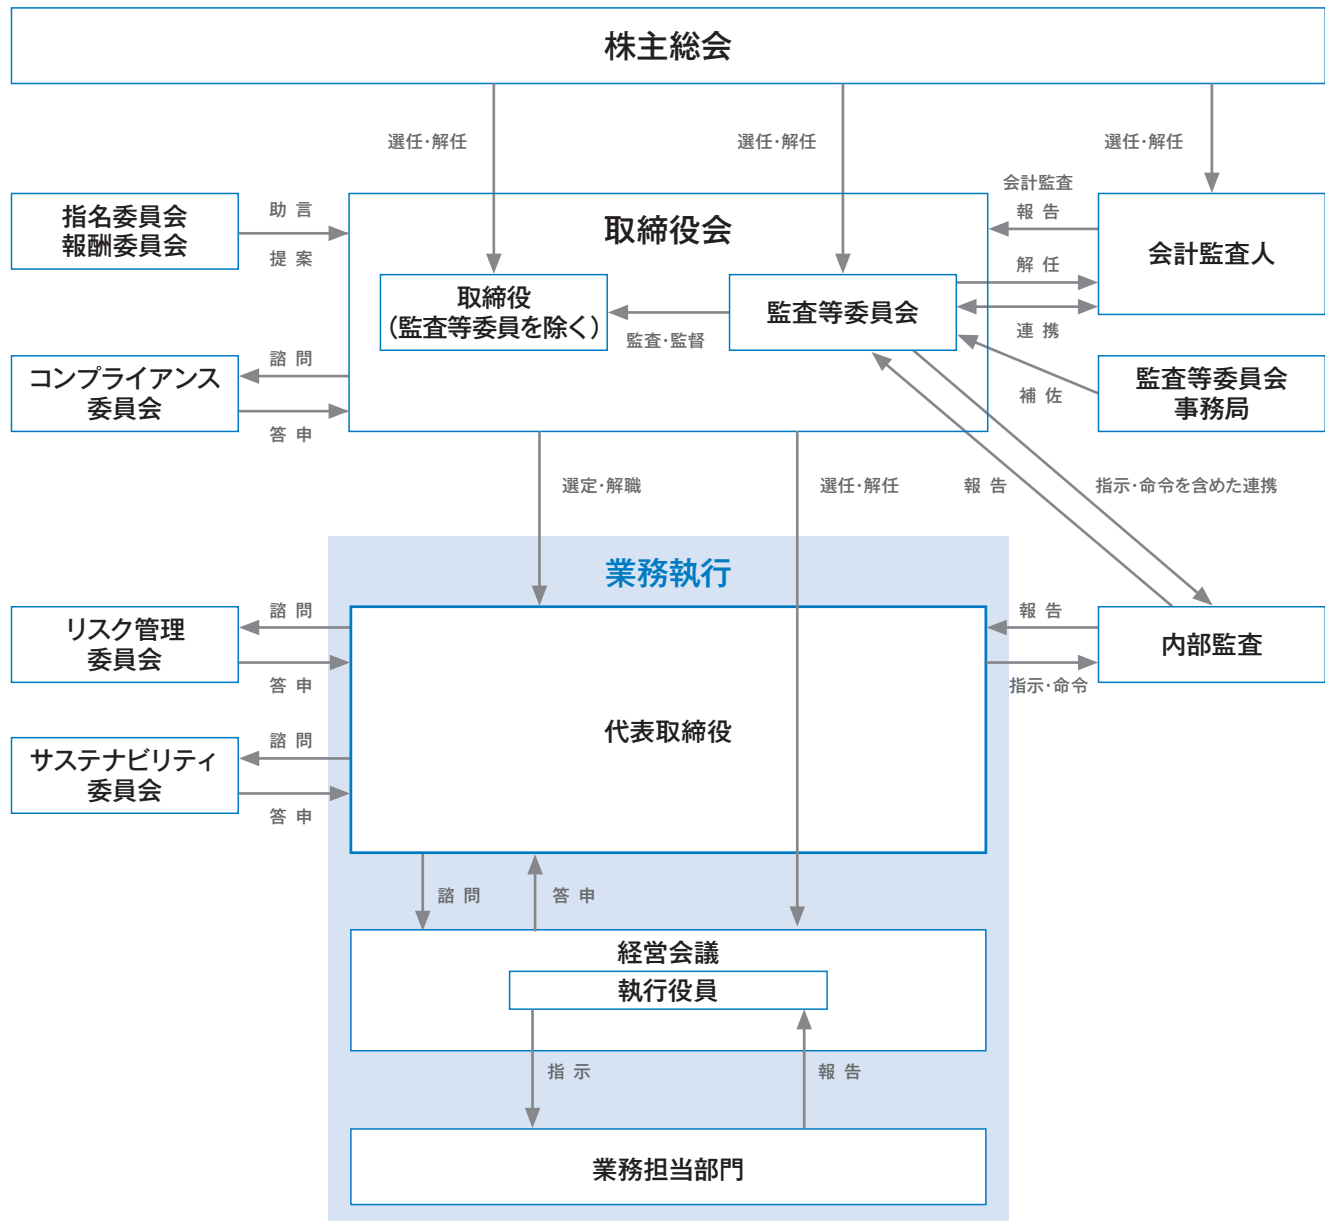 株主総会
選任・解任
選任・解任
選任・解任
指名委員会
報酬委員会
助言
提案
取締役会
会計監査
報告
会計監査人
取締役
(監査等委員を除く)
監査・監督
監査等委員会
解任
連携
コンプライアンス
委員会
諮問
答申
補佐
監査等委員会
事務局
選定・解職
選任・解任
報告
指示・命令を含めた連携
業務執行
リスク管理
委員会
諮問
答申
報告
指示・命令
内部監査
代表取締役
サステナビリティ
委員会
諮問
答申
諮問
答申
経営会議
執行役員
指示
報告
業務担当部門